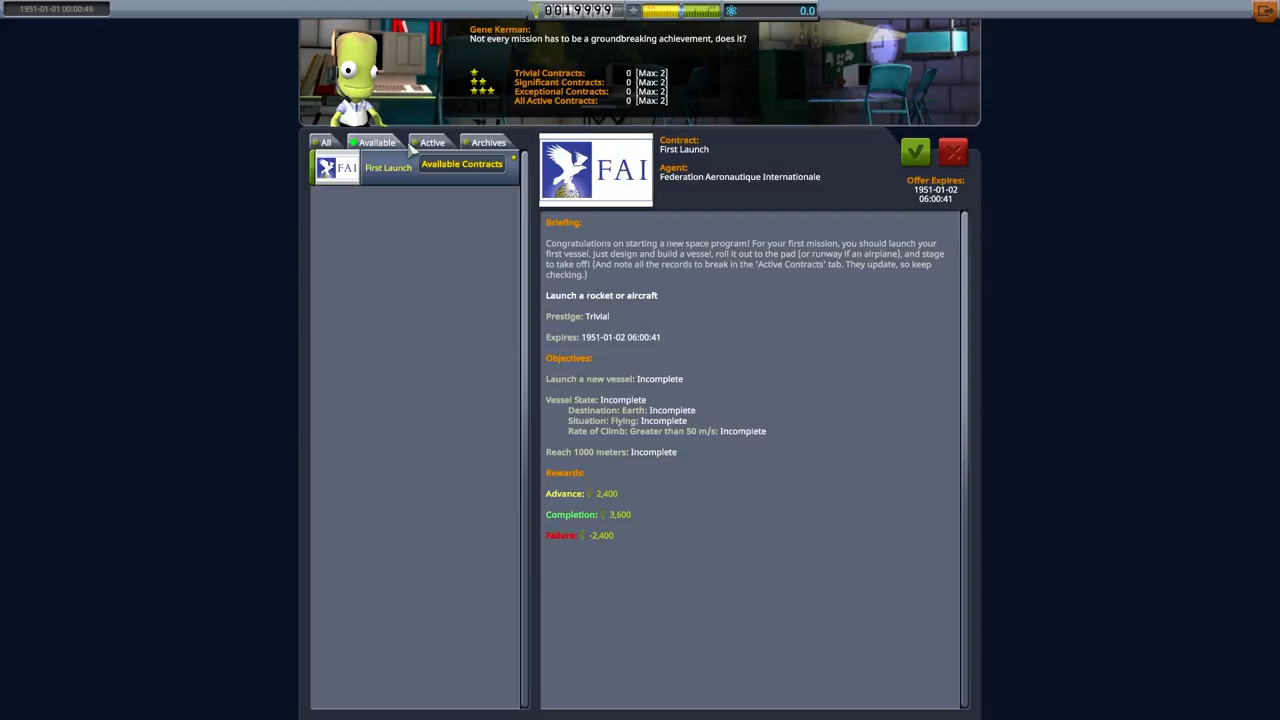 1951-01-01 00:00:49
0019999
0.0
Gene Kerman:
Not every mission has to be a groundbreaking achievement, does it?
Trivial Contracts: 0 [Max: 2]
Significant Contracts: 0 [Max: 2]
Exceptional Contracts: 0 [Max: 2]
All Active Contracts: 0 [Max: 2]
All Available Active Archives
FAI First Launch Available Contracts
FAI
Contract:
First Launch
Agent:
Federation Aeronautique Internationale
Offer Expires:
1951-01-02
06:00:41
Briefing:
Congratulations on starting a new space program! For your first mission, you should launch your
first vessel. Just design and build a vessel, roll it out to the pad (or runway if an airplane), and stage
to take off! (And note all the records to break in the 'Active Contracts' tab. They update, so keep
checking.)
Launch a rocket or aircraft
Prestige: Trivial
Expires: 1951-01-02 06:00:41
Objectives:
Launch a new vessel: Incomplete
Vessel State: Incomplete
Destination: Earth: Incomplete
Situation: Flying: Incomplete
Rate of Climb: Greater than 50 m/s: Incomplete
Reach 1000 meters: Incomplete
Rewards:
Advance: 2,400
Completion: 3,600
Failure: -2,400